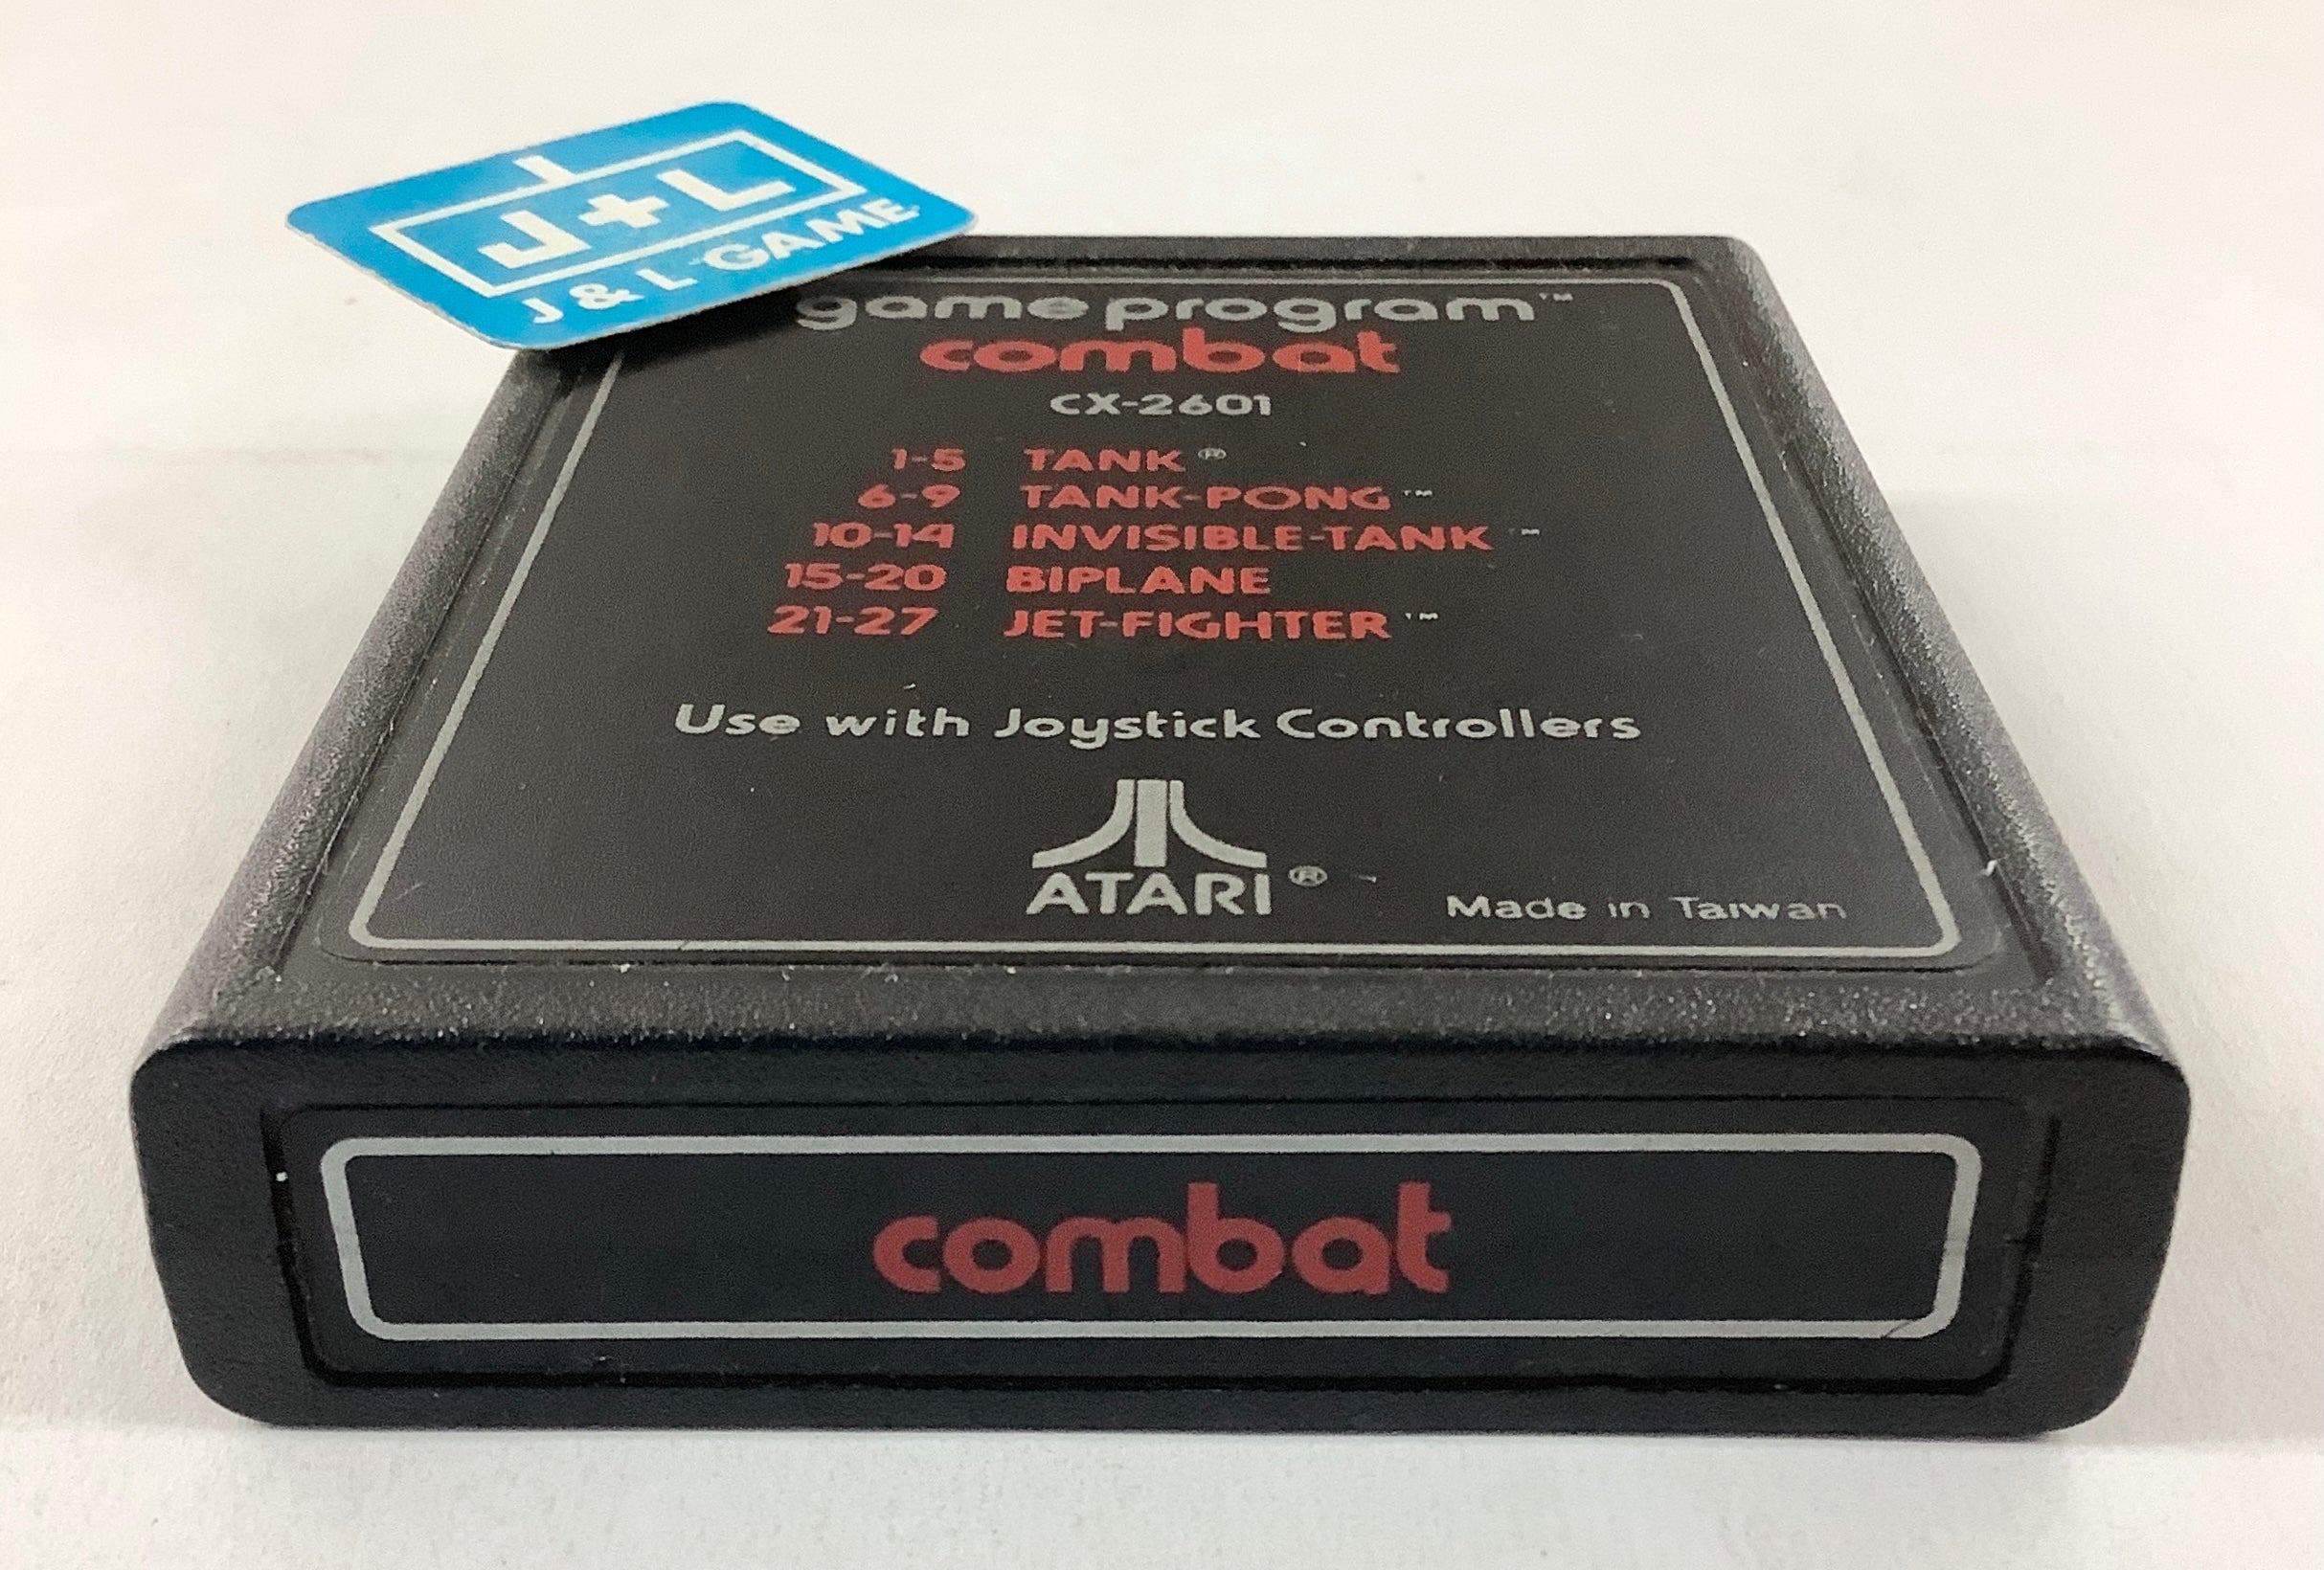 J+L
J & L GAME
game program™
combat
CX-2601
1-5 TANK®
6-9 TANK-PONG™
10-14 INVISIBLE-TANK™
15-20 BIPLANE
21-27 JET-FIGHTER™
Use with Joystick Controllers
ATARI®
Made in Taiwan
combat